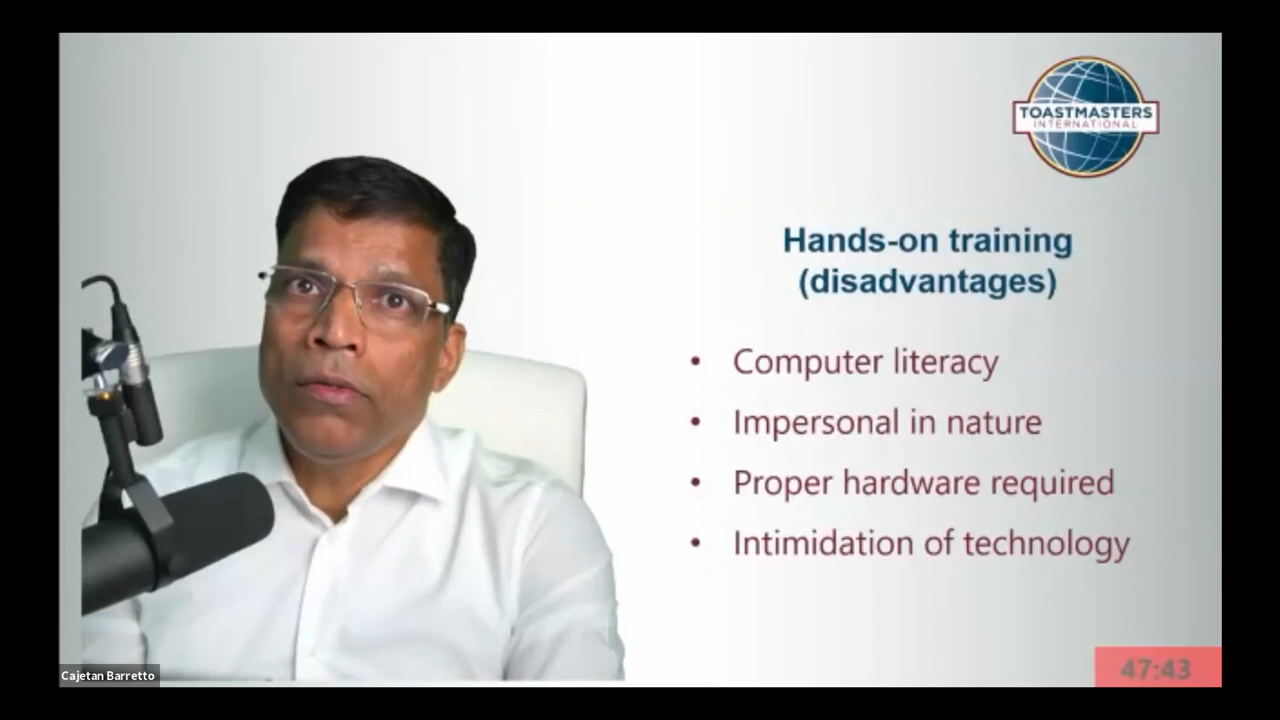 TOASTMASTERS
INTERNATIONAL
Hands-on training
(disadvantages)
• Computer literacy
• Impersonal in nature
• Proper hardware required
• Intimidation of technology
Cajetan Barretto
47:43